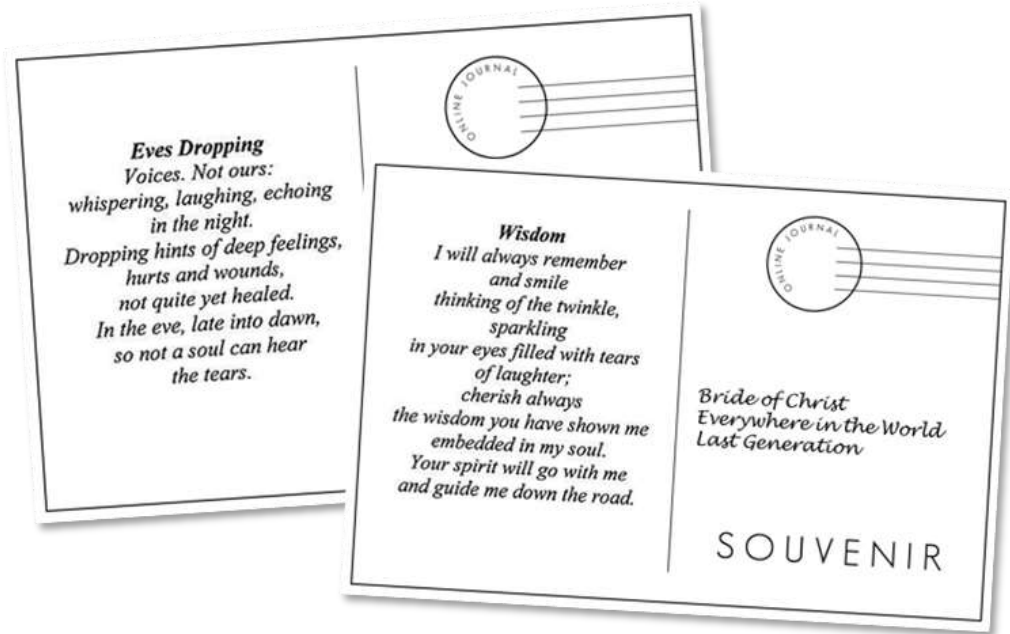 Eves Dropping
Voices. Not ours:
whispering, laughing, echoing
in the night.
Dropping hints of deep feelings,
hurts and wounds,
not quite yet healed.
In the eve, late into dawn,
so not a soul can hear
the tears.
ONLINE JOURNAL
Wisdom
I will always remember
and smile
thinking of the twinkle,
sparkling
in your eyes filled with tears
of laughter;
cherish always
the wisdom you have shown me
embedded in my soul.
Your spirit will go with me
and guide me down the road.
ONLINE JOURNAL
Bride of Christ
Everywhere in the World
Last Generation
SOUVENIR